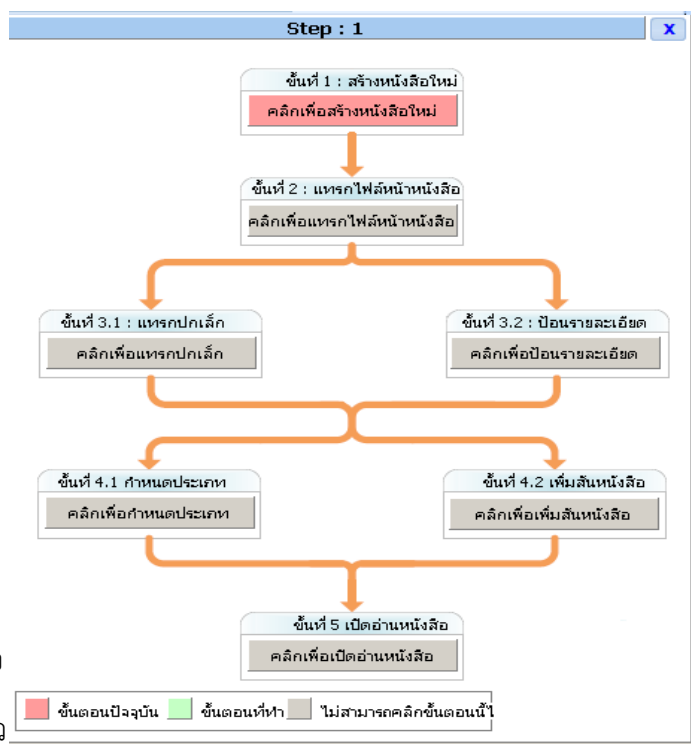 Step : 1
X
ขั้นที่ 1 : สร้างหนังสือใหม่
คลิกเพื่อสร้างหนังสือใหม่
ขั้นที่ 2 : แทรกไฟล์หน้าหนังสือ
คลิกเพื่อแทรกไฟล์หน้าหนังสือ
ขั้นที่ 3.1 : แทรกปกเล็ก
ขั้นที่ 3.2 : ป้อนรายละเอียด
คลิกเพื่อแทรกปกเล็ก
คลิกเพื่อป้อนรายละเอียด
ขั้นที่ 4.1 กำหนดประเภท
ขั้นที่ 4.2 เพิ่มสันหนังสือ
คลิกเพื่อกำหนดประเภท
คลิกเพื่อเพิ่มสันหนังสือ
ขั้นที่ 5 เปิดอ่านหนังสือ
คลิกเพื่อเปิดอ่านหนังสือ
ขั้นตอนปัจจุบัน ขั้นตอนที่ทำ ไม่สามารถคลิกขั้นตอนนี้ไ